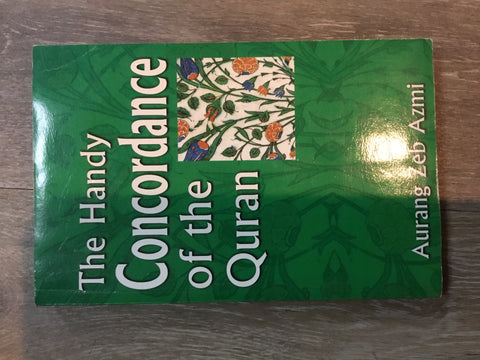 The Handy
Concordance
of the
Quran
Aurang Zeb Azmi